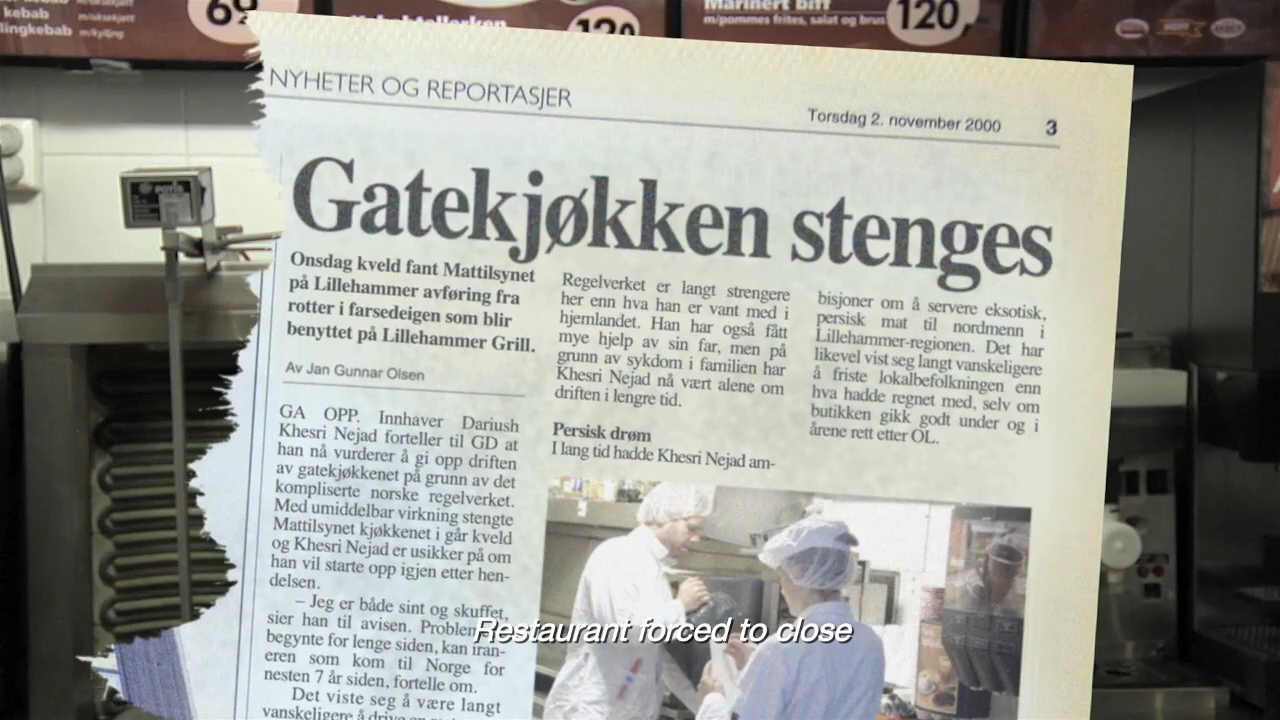 69
kebab
m/oksekjøtt
lingkebab
m/kylling
120
Marinert biff
m/pommes frites, salat og brus
120,-
NYHETER OG REPORTASJER
Torsdag 2. november 2000
3
Gatekjøkken stenges
Onsdag kveld fant Mattilsynet
på Lillehammer avføring fra
rotter i farsedeigen som blir
benyttet på Lillehammer Grill.
Av Jan Gunnar Olsen
GA OPP. Innhaver Dariush
Khesri Nejad forteller til GD at
han nå vurderer å gi opp driften
av gatekjøkkenet på grunn av det
kompliserte norske regelverket.
Med umiddelbar virkning stengte
Mattilsynet kjøkkenet i går kveld
og Khesri Nejad er usikker på om
han vil starte opp igjen etter hen-
delsen.
– Jeg er både sint og skuffet,
sier han til avisen. Problem
begynte for lenge siden, kan iran-
eren som kom til Norge for
nesten 7 år siden, fortelle om.
Det viste seg å være langt
vanskeligere å
Regelverket er langt strengere
her enn hva han er vant med i
hjemlandet. Han har også fått
mye hjelp av sin far, men på
grunn av sykdom i familien har
Khesri Nejad nå vært alene om
driften i lengre tid.
Persisk drøm
I lang tid hadde Khesri Nejad am-
bisjoner om å servere eksotisk,
persisk mat til nordmenn i
Lillehammer-regionen. Det har
likevel vist seg langt vanskeligere
å friste lokalbefolkningen enn
hva hadde regnet med, selv om
butikken gikk godt under og i
årene rett etter OL.
Restaurant forced to close